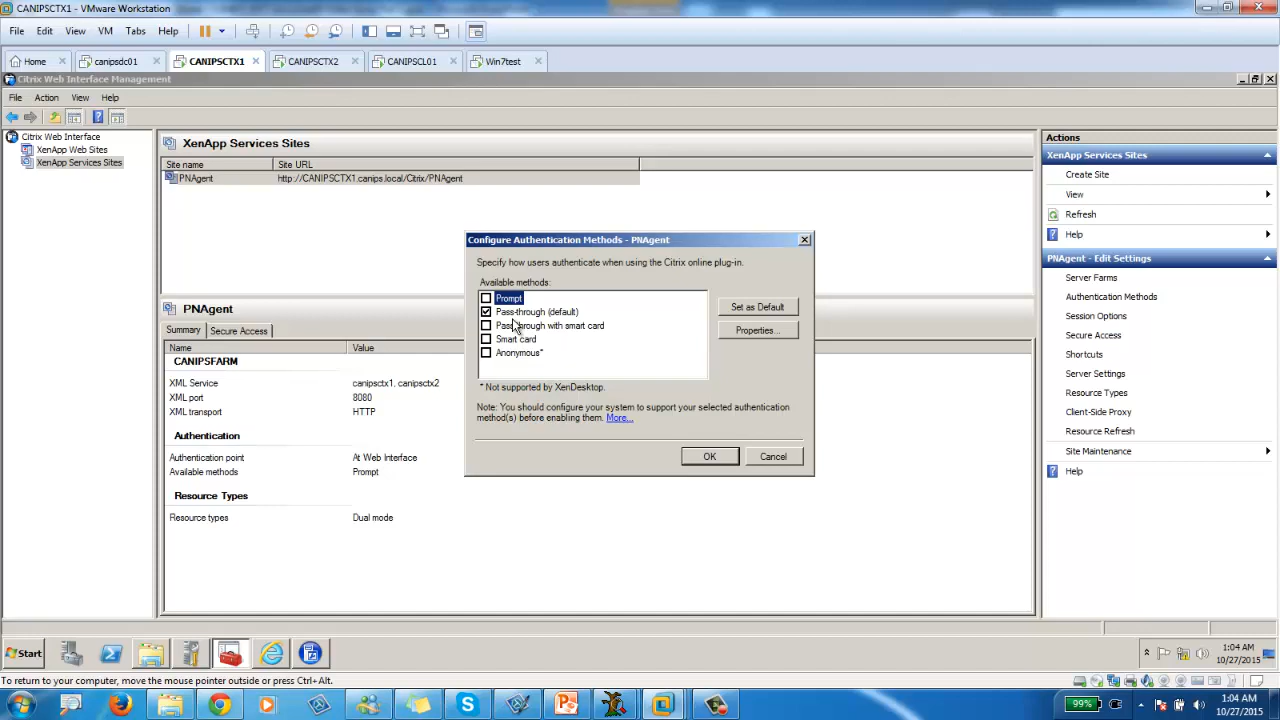 CANIPSCTX1 - VMware Workstation
File Edit View VM Tabs Help
Home canipsdc01 CANIPSCTX1 CANIPSCTX2 CANIPSCL01 Win7test
Citrix Web Interface Management
File Action View Help
Citrix Web Interface
XenApp Web Sites
XenApp Services Sites
XenApp Services Sites
Site name Site URL
PNAgent http://CANIPSCTX1.canips.local/Citrix/PNAgent
PNAgent
Summary Secure Access
Name Value
CANIPSFARM
XML Service canipsctx1, canipsctx2
XML port 8080
XML transport HTTP
Authentication
Authentication point At Web Interface
Available methods Prompt
Resource Types
Resource types Dual mode
Configure Authentication Methods - PNAgent
Specify how users authenticate when using the Citrix online plug-in.
Available methods:
Prompt
Pass-through (default)
Pass-through with smart card
Smart card
Anonymous*
Set as Default
Properties...
* Not supported by XenDesktop.
Note: You should configure your system to support your selected authentication
method(s) before enabling them. More...
OK Cancel
Actions
XenApp Services Sites
Create Site
View
Refresh
Help
PNAgent - Edit Settings
Server Farms
Authentication Methods
Session Options
Secure Access
Shortcuts
Server Settings
Resource Types
Client-Side Proxy
Resource Refresh
Site Maintenance
Help
Start
1:04 AM
10/27/2015
To return to your computer, move the mouse pointer outside or press Ctrl+Alt.
99%
1:04 AM
10/27/2015